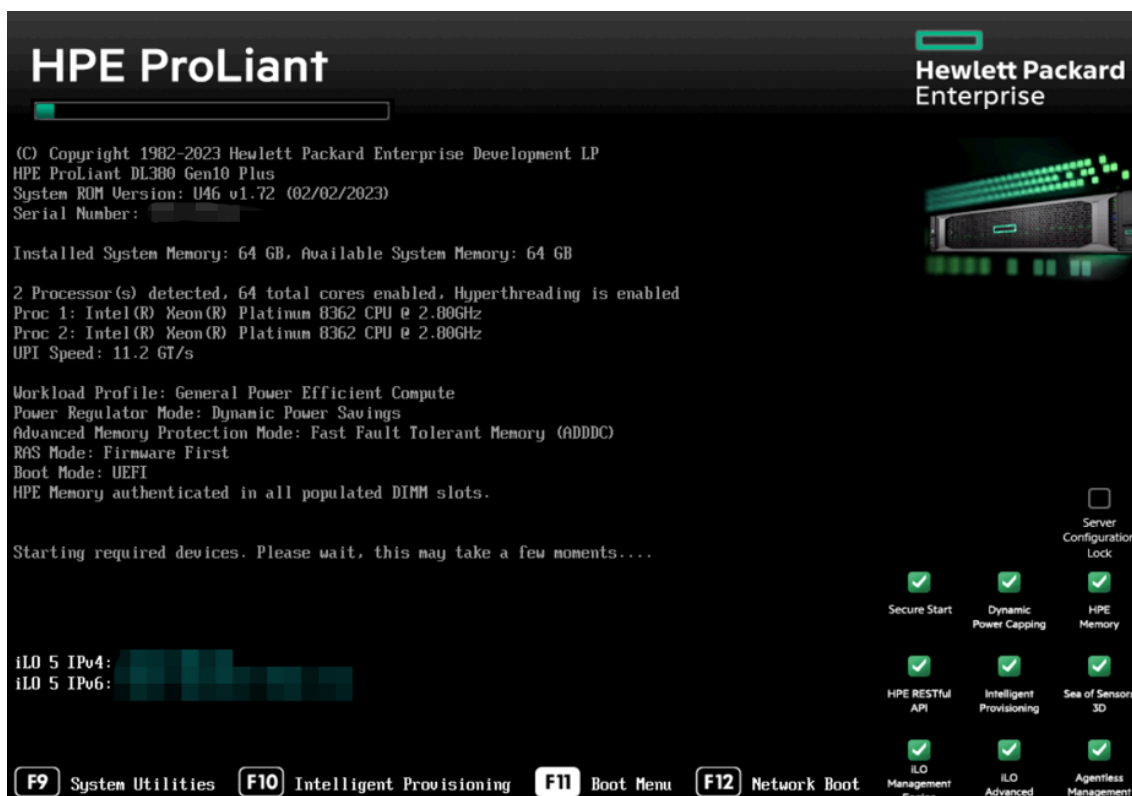 HPE ProLiant
Hewlett Packard
Enterprise
(C) Copyright 1982-2023 Hewlett Packard Enterprise Development LP
HPE ProLiant DL380 Gen10 Plus
System ROM Version: U46 v1.72 (02/02/2023)
Serial Number:
Installed System Memory: 64 GB, Available System Memory: 64 GB
2 Processor(s) detected, 64 total cores enabled, Hyperthreading is enabled
Proc 1: Intel(R) Xeon(R) Platinum 8362 CPU @ 2.80GHz
Proc 2: Intel(R) Xeon(R) Platinum 8362 CPU @ 2.80GHz
UPI Speed: 11.2 GT/s
Workload Profile: General Power Efficient Compute
Power Regulator Mode: Dynamic Power Savings
Advanced Memory Protection Mode: Fast Fault Tolerant Memory (ADDDC)
RAS Mode: Firmware First
Boot Mode: UEFI
HPE Memory authenticated in all populated DIMM slots.
Starting required devices. Please wait, this may take a few moments....
Server
Configuration
Lock
Secure Start
Dynamic
Power Capping
HPE
Memory
HPE RESTful
API
Intelligent
Provisioning
Sea of Sensors
3D
iLO
Management
iLO
Advanced
Agentless
Management
iLO 5 IPv4:
iLO 5 IPv6:
F9 System Utilities F10 Intelligent Provisioning F11 Boot Menu F12 Network Boot